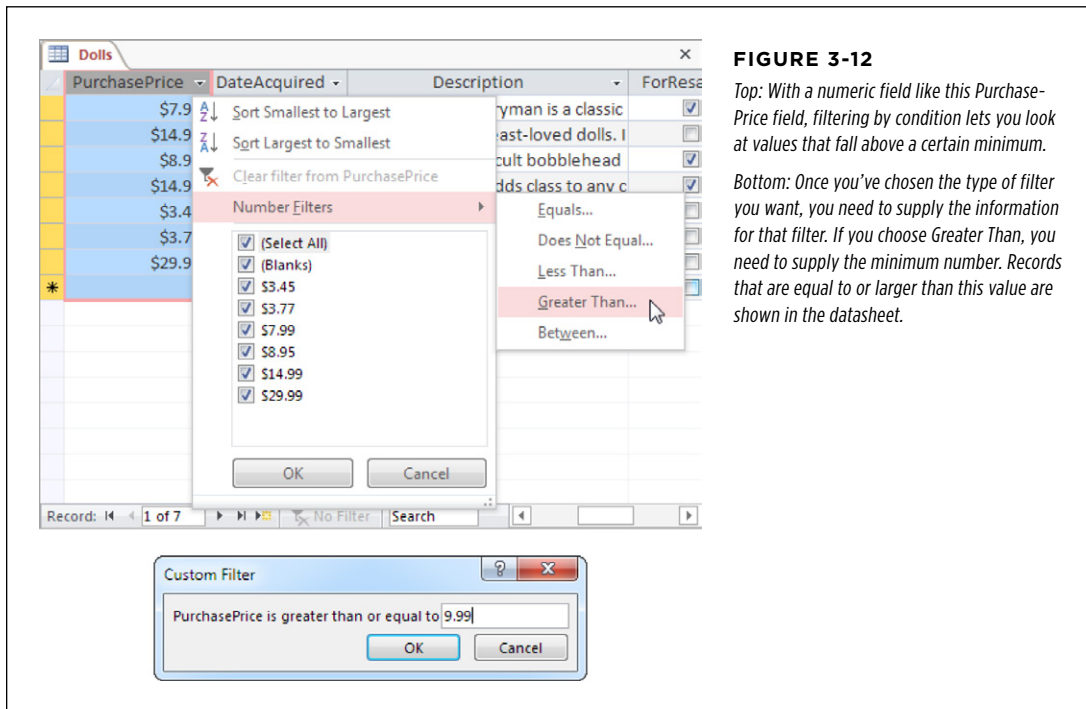 Dolls
PurchasePrice DateAcquired Description ForResa
$7.9
$14.9
$8.9
$14.9
$3.4
$3.7
$29.9
Sort Smallest to Largest
Sort Largest to Smallest
Clear filter from PurchasePrice
Number Filters
(Select All)
(Blanks)
$3.45
$3.77
$7.99
$8.95
$14.99
$29.99
OK Cancel
ryman is a classic
east-loved dolls. I
cult bobblehead
dds class to any c
Equals...
Does Not Equal...
Less Than...
Greater Than...
Between...
Record: 1 of 7 No Filter Search
Custom Filter
PurchasePrice is greater than or equal to 9.99
OK Cancel
FIGURE 3-12
Top: With a numeric field like this Purchase-
Price field, filtering by condition lets you look
at values that fall above a certain minimum.
Bottom: Once you've chosen the type of filter
you want, you need to supply the information
for that filter. If you choose Greater Than, you
need to supply the minimum number. Records
that are equal to or larger than this value are
shown in the datasheet.